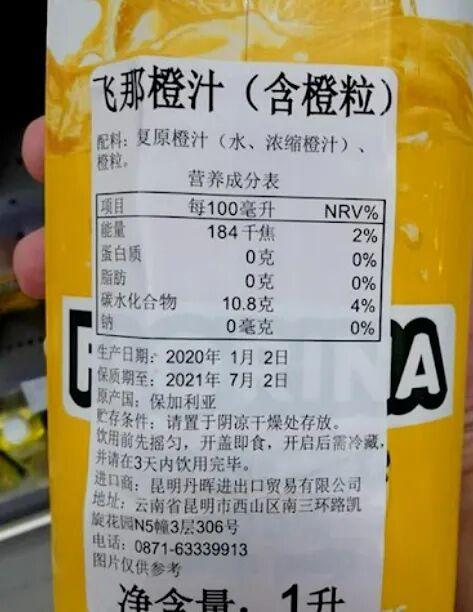 飞那橙汁（含橙粒）
配料：复原橙汁（水、浓缩橙汁）、
橙粒。
营养成分表
项目 每100毫升 NRV%
能量 184千焦 2%
蛋白质 0克 0%
脂肪 0克 0%
碳水化合物 10.8克 4%
钠 0毫克 0%
生产日期：2020年 1月 2日
保质期至：2021年 7月 2日
原产国：保加利亚
贮存条件：请置于阴凉干燥处存放。
饮用前先摇匀，开盖即食，开启后需冷藏，
并请在3天内饮用完毕。
进口商：昆明丹晖进出口贸易有限公司
地址：云南省昆明市西山区南三环路凯
旋花园N5幢3层306号
电话：0871-63339913
图片仅供参考
净含量：1升